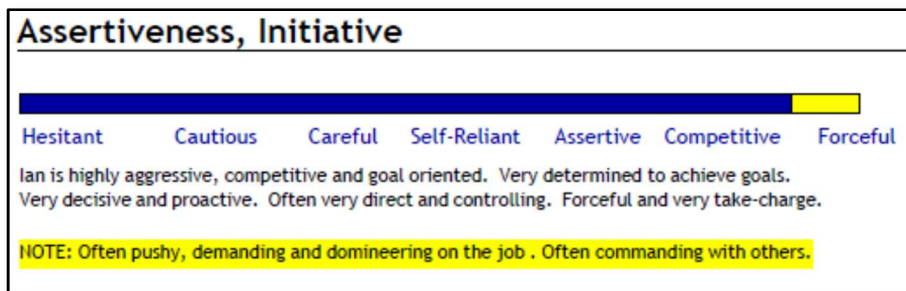 Assertiveness, Initiative
Hesitant Cautious Careful Self-Reliant Assertive Competitive Forceful
Ian is highly aggressive, competitive and goal oriented. Very determined to achieve goals.
Very decisive and proactive. Often very direct and controlling. Forceful and very take-charge.
NOTE: Often pushy, demanding and domineering on the job . Often commanding with others.